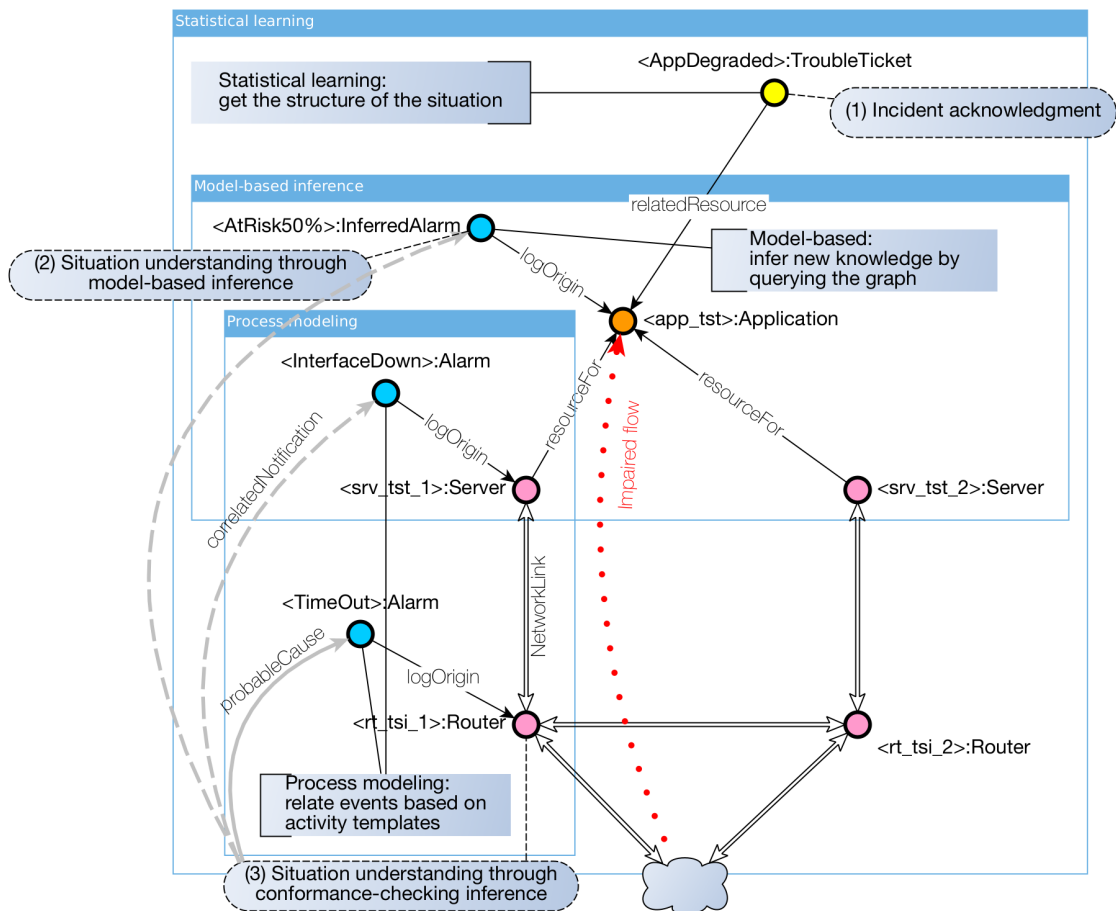 Statistical learning
<AppDegraded>:TroubleTicket
Statistical learning:
get the structure of the situation
(1) Incident acknowledgment
Model-based inference
relatedResource
<AtRisk50%>:InferredAlarm
(2) Situation understanding through
model-based inference
logOrigin
Model-based:
infer new knowledge by
querying the graph
Process modeling
<app_tst>:Application
<InterfaceDown>:Alarm
resourceFor
resourceFor
logOrigin
Impaired flow
correlatedNotification
<srv_tst_1>:Server
<srv_tst_2>:Server
NetworkLink
<TimeOut>:Alarm
probableCause
logOrigin
<rt_tsi_1>:Router
<rt_tsi_2>:Router
Process modeling:
relate events based on
activity templates
(3) Situation understanding through
conformance-checking inference